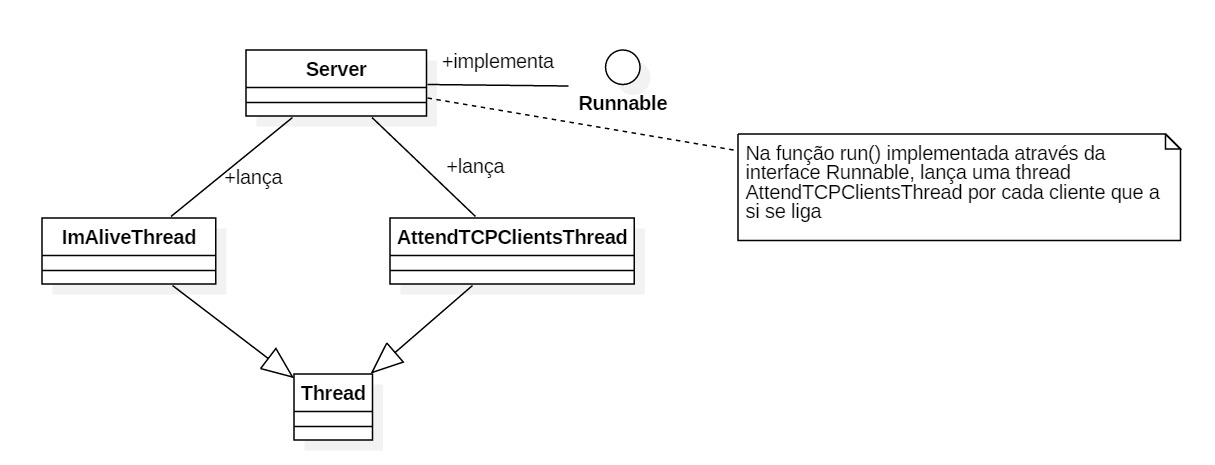 Server
+implementa
Runnable
Na função run() implementada através da
interface Runnable, lança uma thread
AttendTCPClientsThread por cada cliente que a
si se liga
+lança
+lança
ImAliveThread
AttendTCPClientsThread
Thread